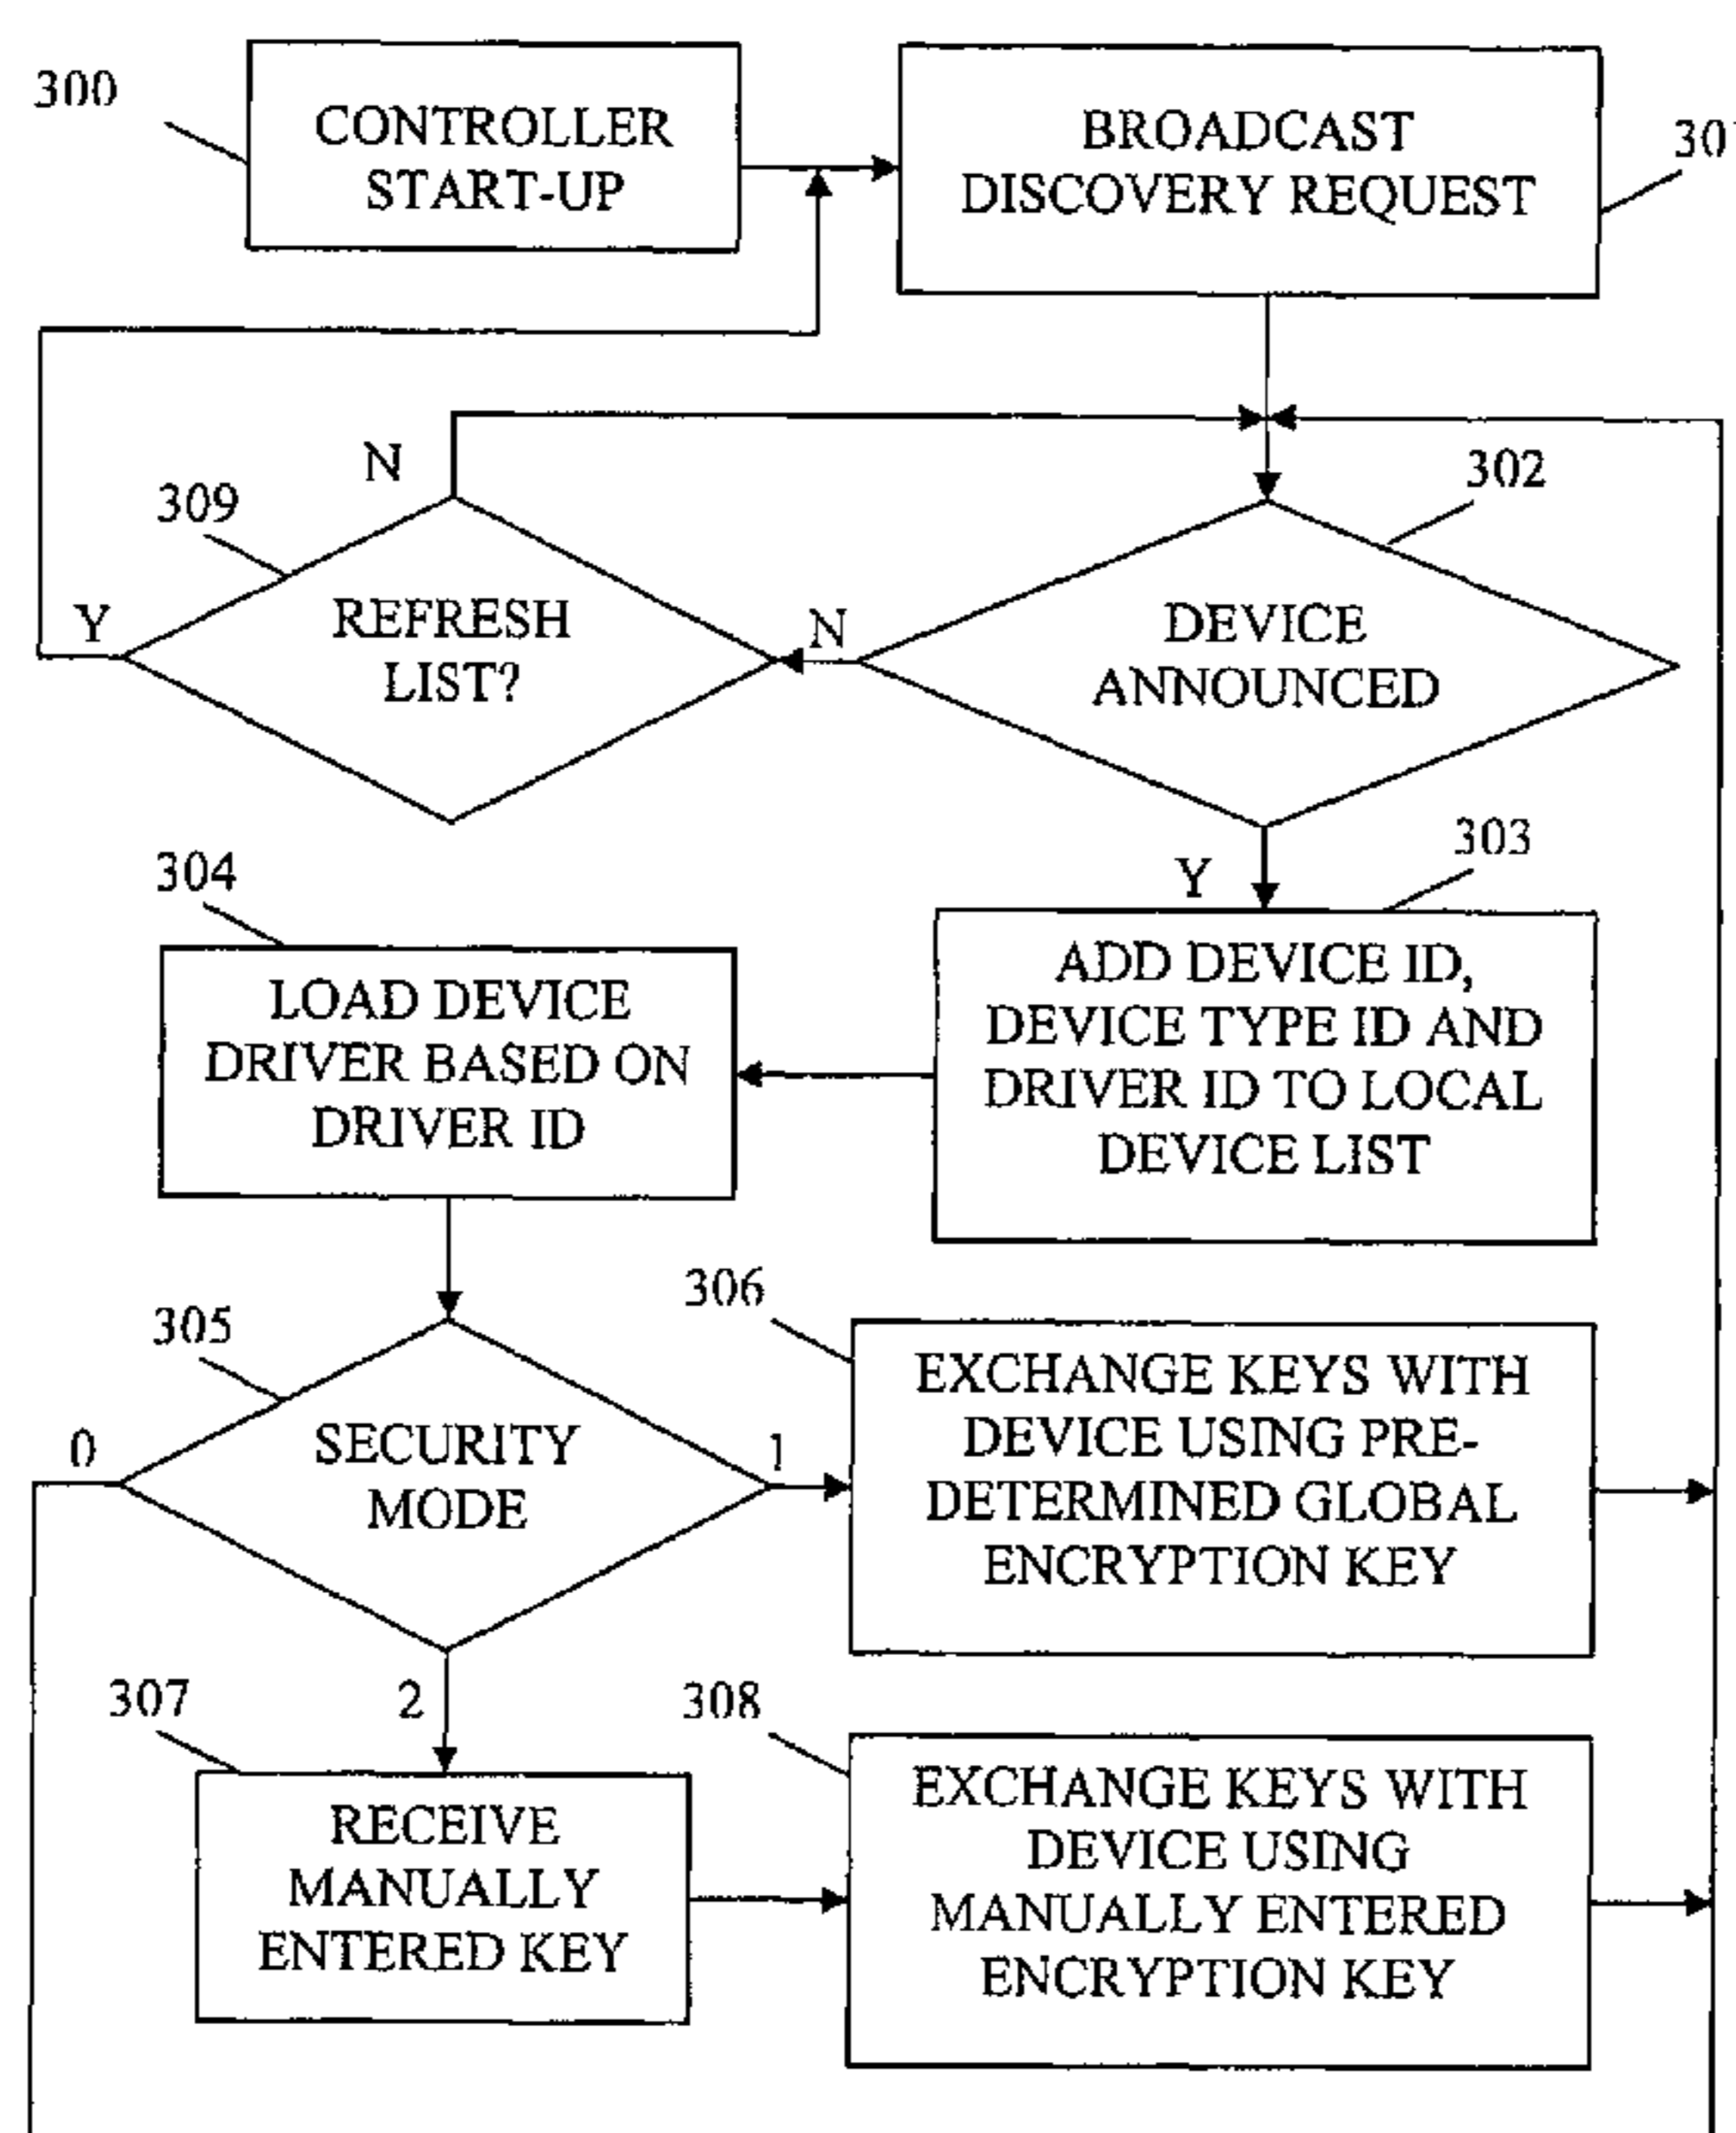 300
CONTROLLER
START-UP
BROADCAST
DISCOVERY REQUEST
30
N
309
302
Y
REFRESH
LIST?
N
DEVICE
ANNOUNCED
304
Y
303
LOAD DEVICE
DRIVER BASED ON
DRIVER ID
ADD DEVICE ID,
DEVICE TYPE ID AND
DRIVER ID TO LOCAL
DEVICE LIST
305
306
0
SECURITY
MODE
1
EXCHANGE KEYS WITH
DEVICE USING PRE-
DETERMINED GLOBAL
ENCRYPTION KEY
307
2
308
RECEIVE
MANUALLY
ENTERED KEY
EXCHANGE KEYS WITH
DEVICE USING
MANUALLY ENTERED
ENCRYPTION KEY